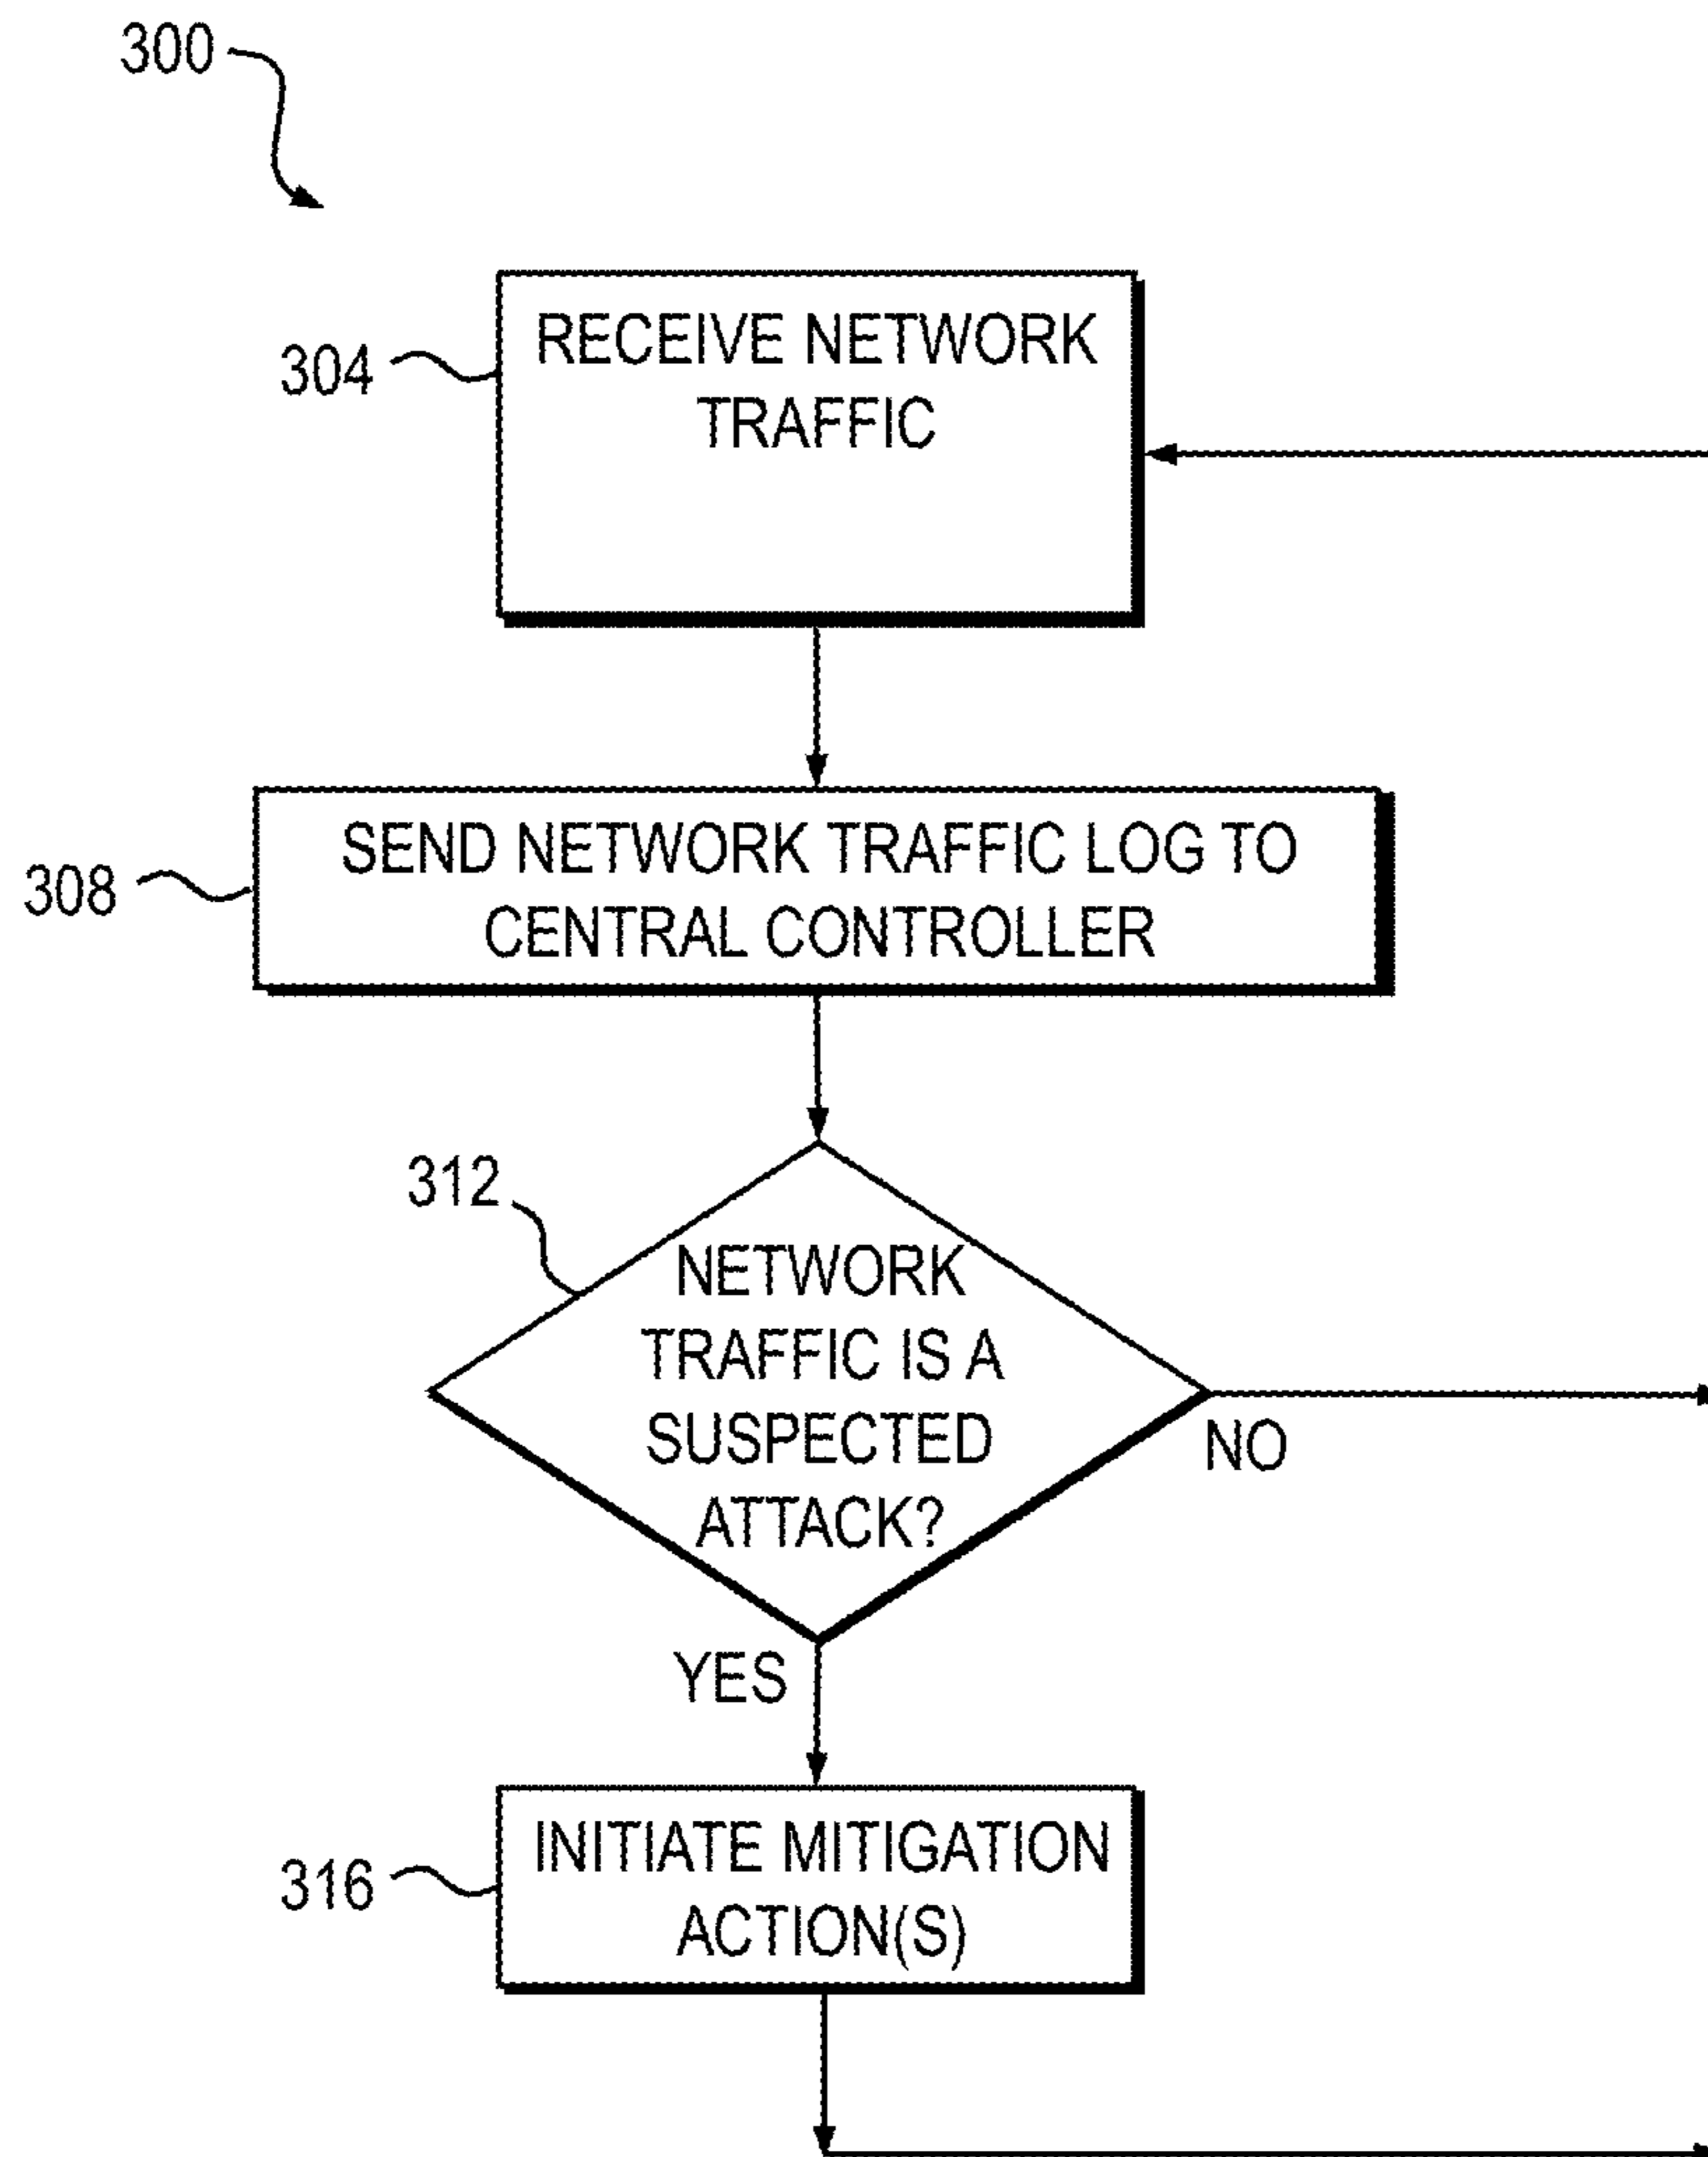 300
304
RECEIVE NETWORK
TRAFFIC
308
SEND NETWORK TRAFFIC LOG TO
CENTRAL CONTROLLER
312
NETWORK
TRAFFIC IS A
SUSPECTED
ATTACK?
NO
YES
316
INITIATE MITIGATION
ACTION(S)